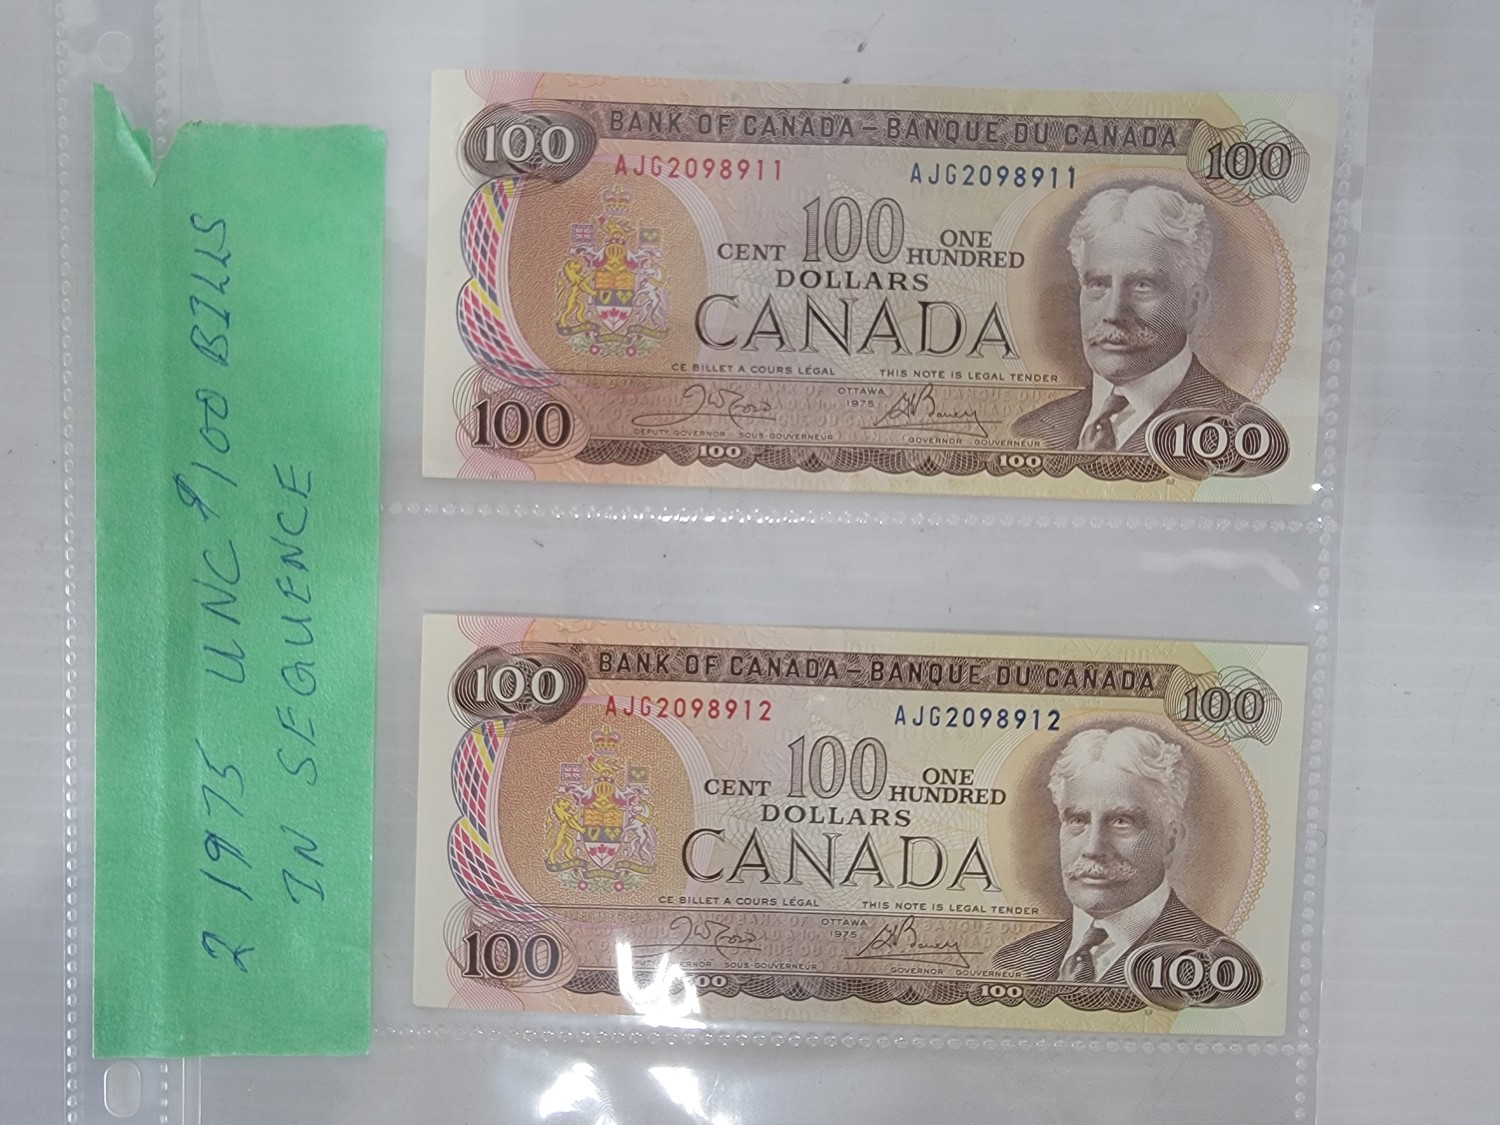 2 1975 UNC $100 BILLS
IN SEQUENCE
100 BANK OF CANADA – BANQUE DU CANADA 100
AJG2098911 AJG2098911
CENT 100 ONE HUNDRED
DOLLARS
CANADA
CE BILLET A COURS LÉGAL THIS NOTE IS LEGAL TENDER
OTTAWA
1975
DEPUTY GOVERNOR SOUS-GOUVERNEUR GOVERNOR GOUVERNEUR
100 100 100 100
100 BANK OF CANADA – BANQUE DU CANADA 100
AJG2098912 AJG2098912
CENT 100 ONE HUNDRED
DOLLARS
CANADA
CE BILLET A COURS LÉGAL THIS NOTE IS LEGAL TENDER
OTTAWA
1975
SOUS-GOUVERNEUR GOVERNOR GOUVERNEUR
100 100 100